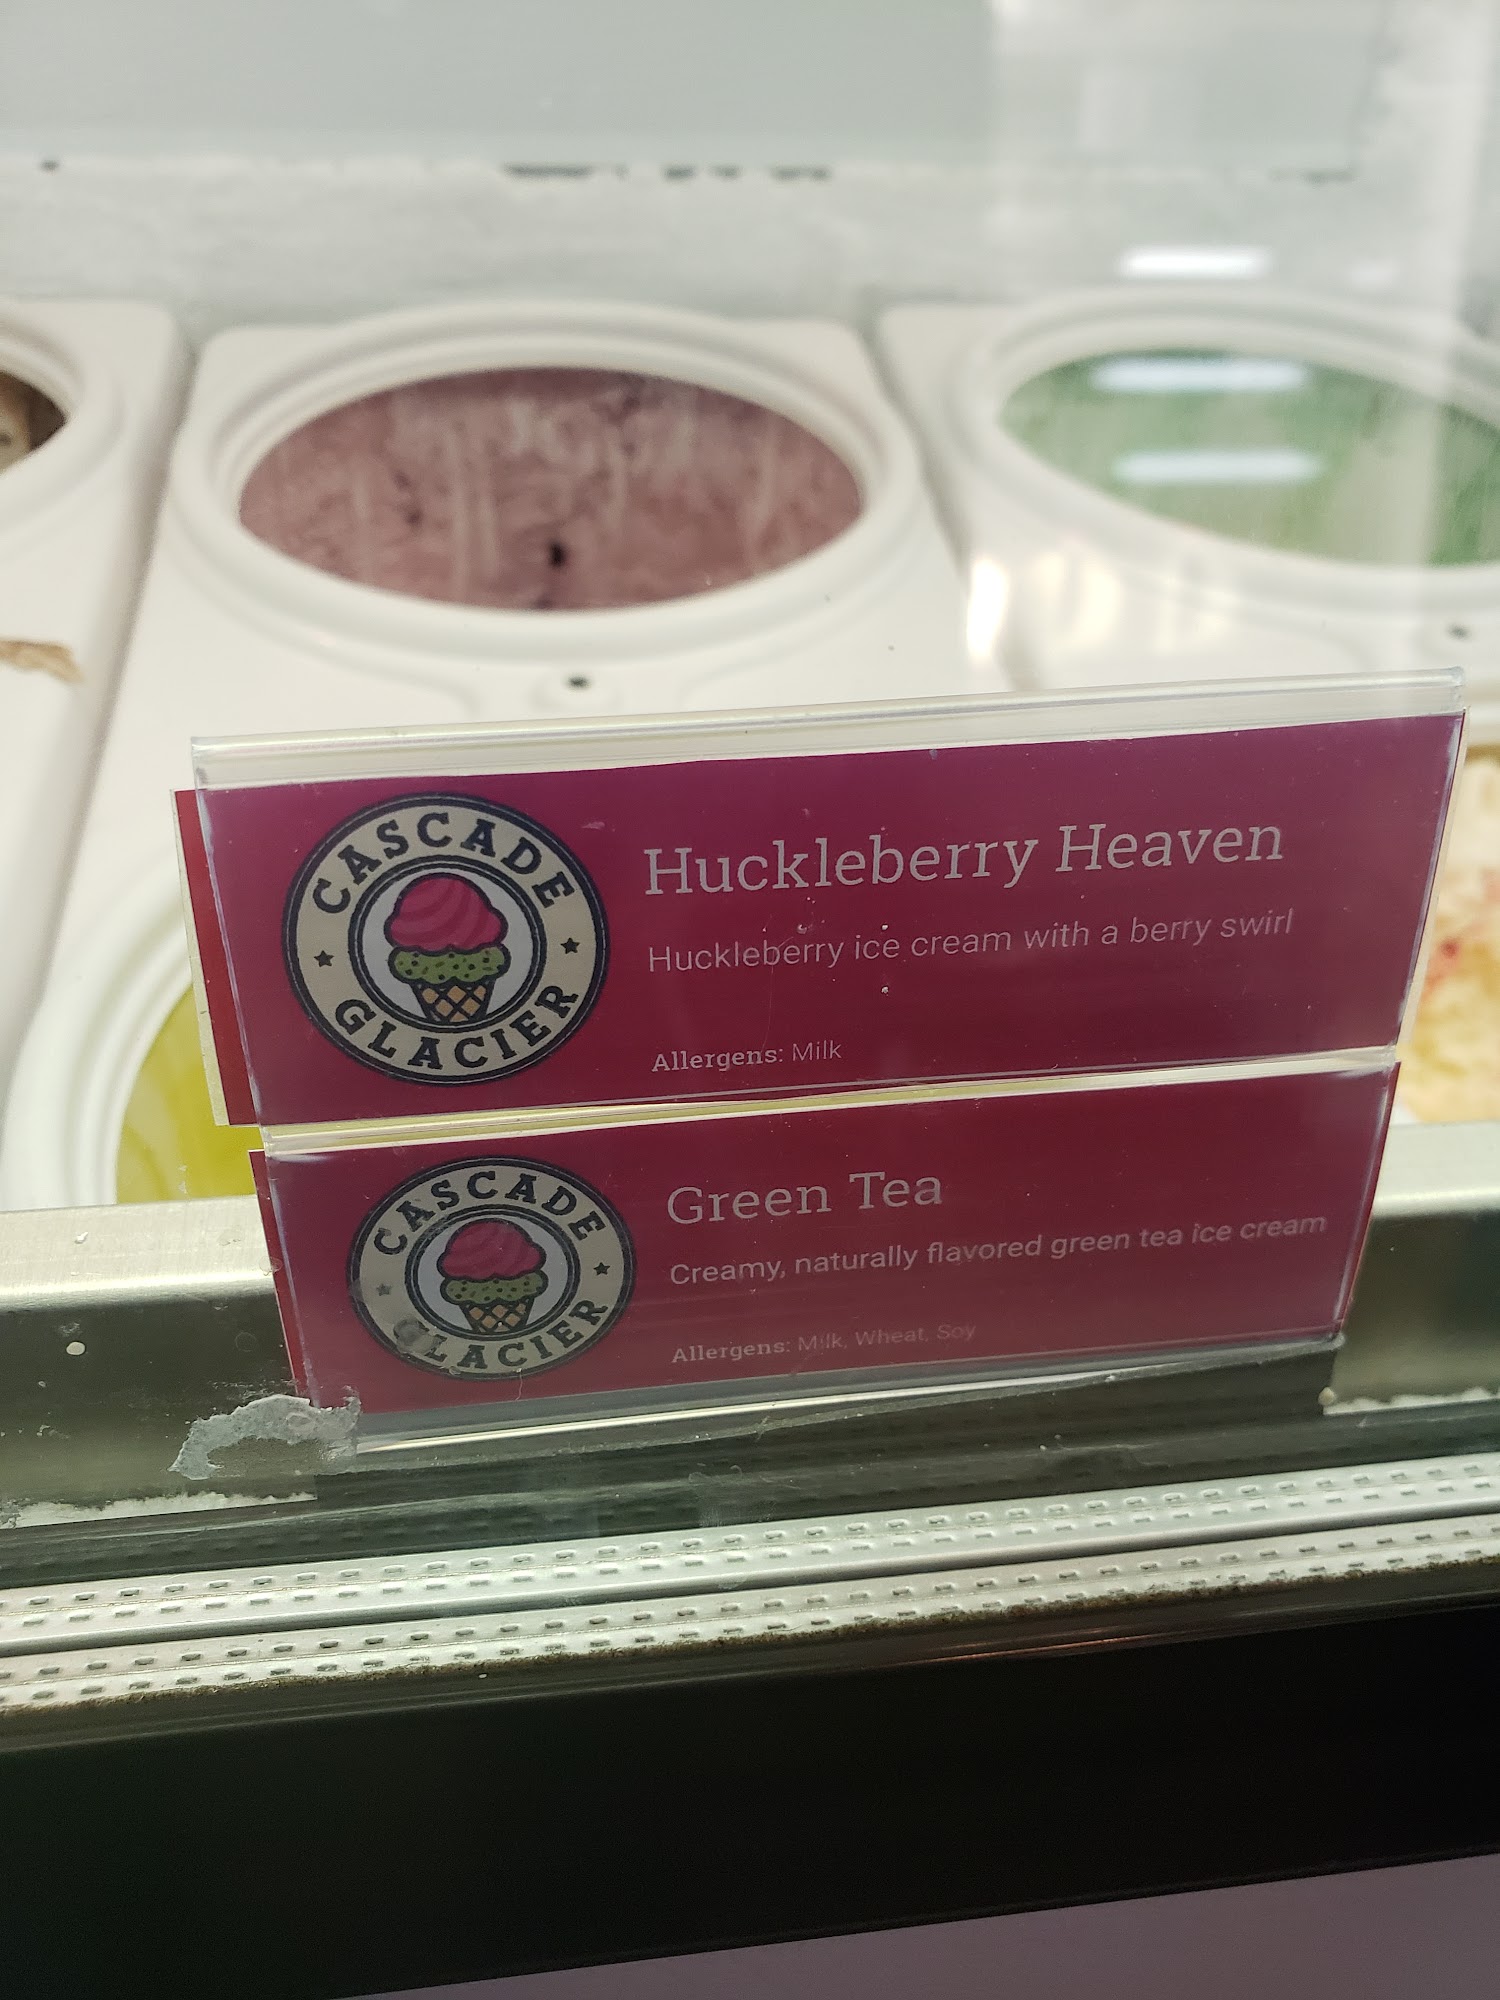 CASCADE
GLACIER
Huckleberry Heaven
Huckleberry ice cream with a berry swirl
Allergens: Milk
CASCADE
GLACIER
Green Tea
Creamy, naturally flavored green tea ice cream
Allergens: Milk, Wheat, Soy